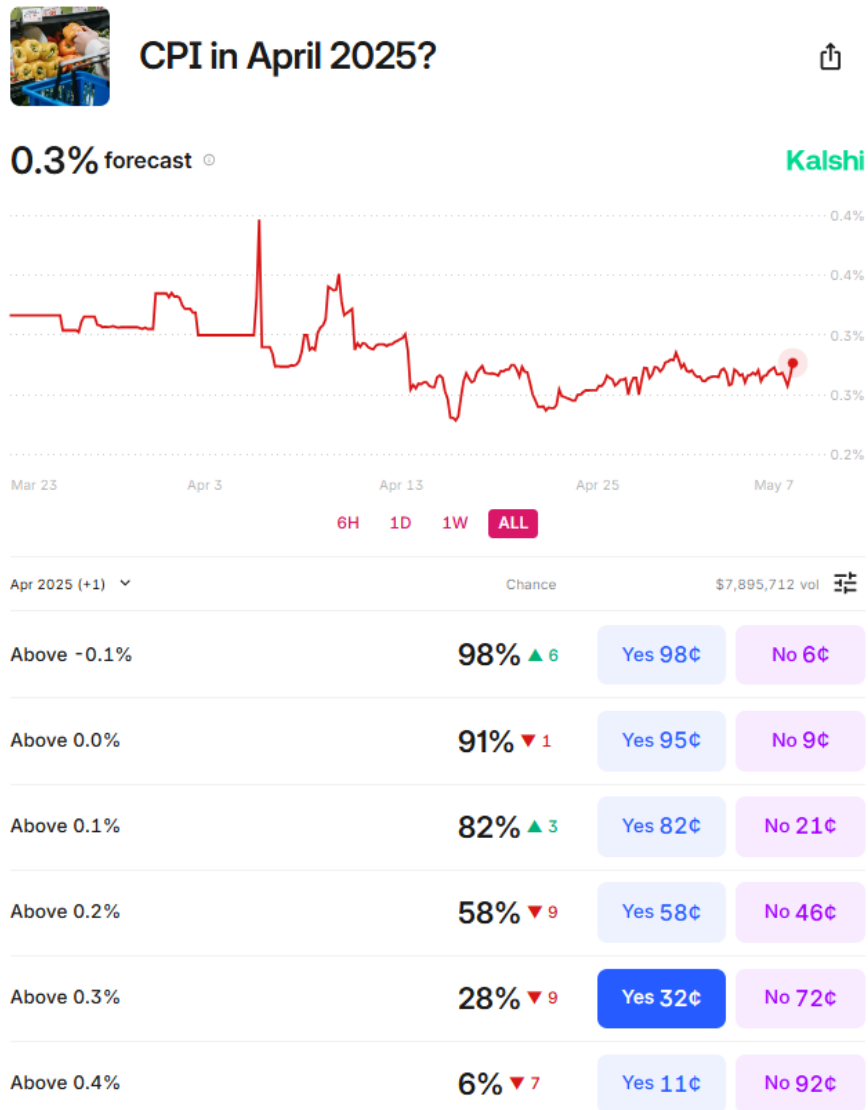 CPI in April 2025?
0.3% forecast
Kalshi
0.4%
0.4%
0.3%
0.3%
0.2%
Mar 23 Apr 3 Apr 13 Apr 25 May 7
6H 1D 1W ALL
Apr 2025 (+1) Chance $7,895,712 vol
Above -0.1% 98% ▲ 6 Yes 98¢ No 6¢
Above 0.0% 91% ▼ 1 Yes 95¢ No 9¢
Above 0.1% 82% ▲ 3 Yes 82¢ No 21¢
Above 0.2% 58% ▼ 9 Yes 58¢ No 46¢
Above 0.3% 28% ▼ 9 Yes 32¢ No 72¢
Above 0.4% 6% ▼ 7 Yes 11¢ No 92¢